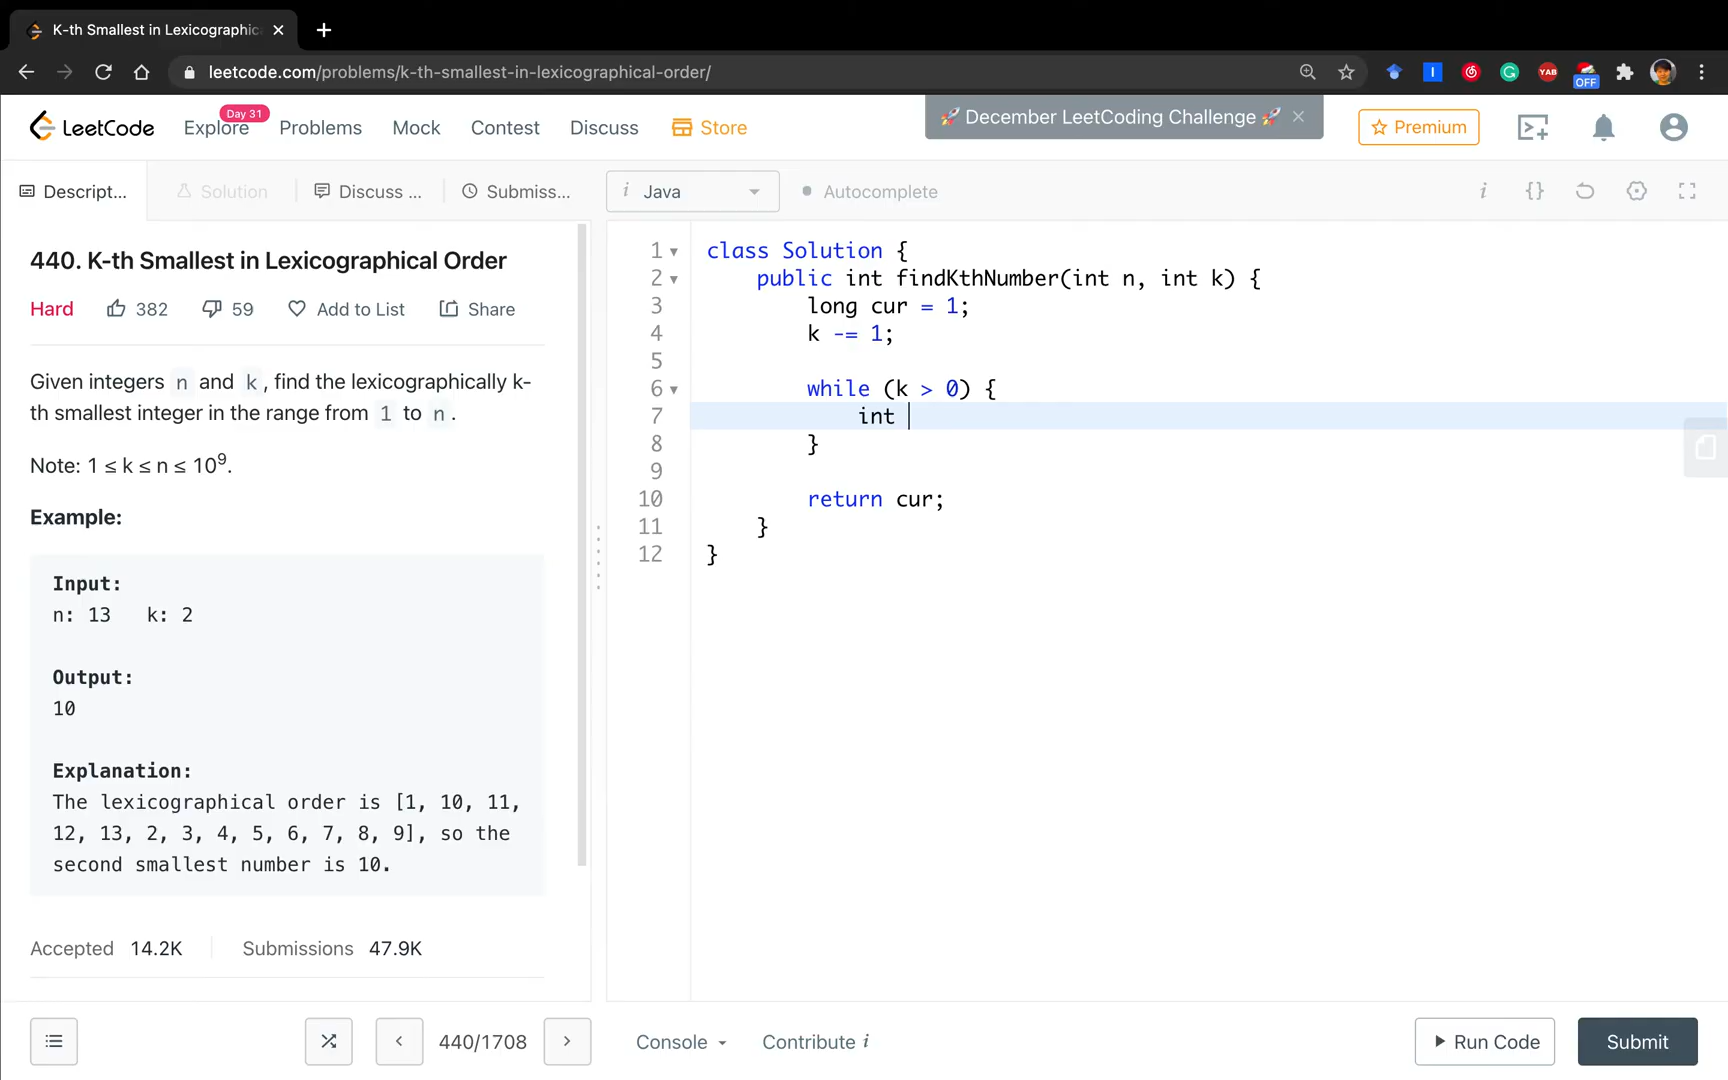 K-th Smallest in Lexicographic
leetcode.com/problems/k-th-smallest-in-lexicographical-order/
YAB
OFF
LeetCode
Explore
Day 31
Problems
Mock
Contest
Discuss
Store
🚀 December LeetCoding Challenge 🚀
Premium
Descript...
Solution
Discuss ...
Submiss...
i Java
Autocomplete
i
{}
440. K-th Smallest in Lexicographical Order
Hard
382
59
Add to List
Share
Given integers n and k, find the lexicographically k-
th smallest integer in the range from 1 to n.
Note: 1 ≤ k ≤ n ≤ 10⁹.
Example:
Input:
n: 13   k: 2
Output:
10
Explanation:
The lexicographical order is [1, 10, 11,
12, 13, 2, 3, 4, 5, 6, 7, 8, 9], so the
second smallest number is 10.
Accepted 14.2K
Submissions 47.9K
1 class Solution {
2     public int findKthNumber(int n, int k) {
3         long cur = 1;
4         k -= 1;
5
6         while (k > 0) {
7             int
8         }
9
10         return cur;
11     }
12 }
440/1708
Console
Contribute i
Run Code
Submit